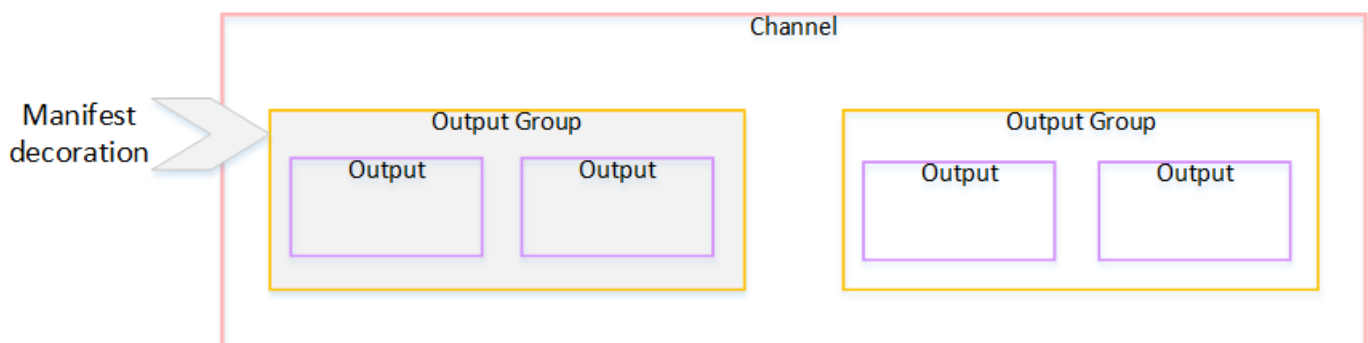 Channel
Manifest
decoration
Output Group
Output
Output
Output Group
Output
Output